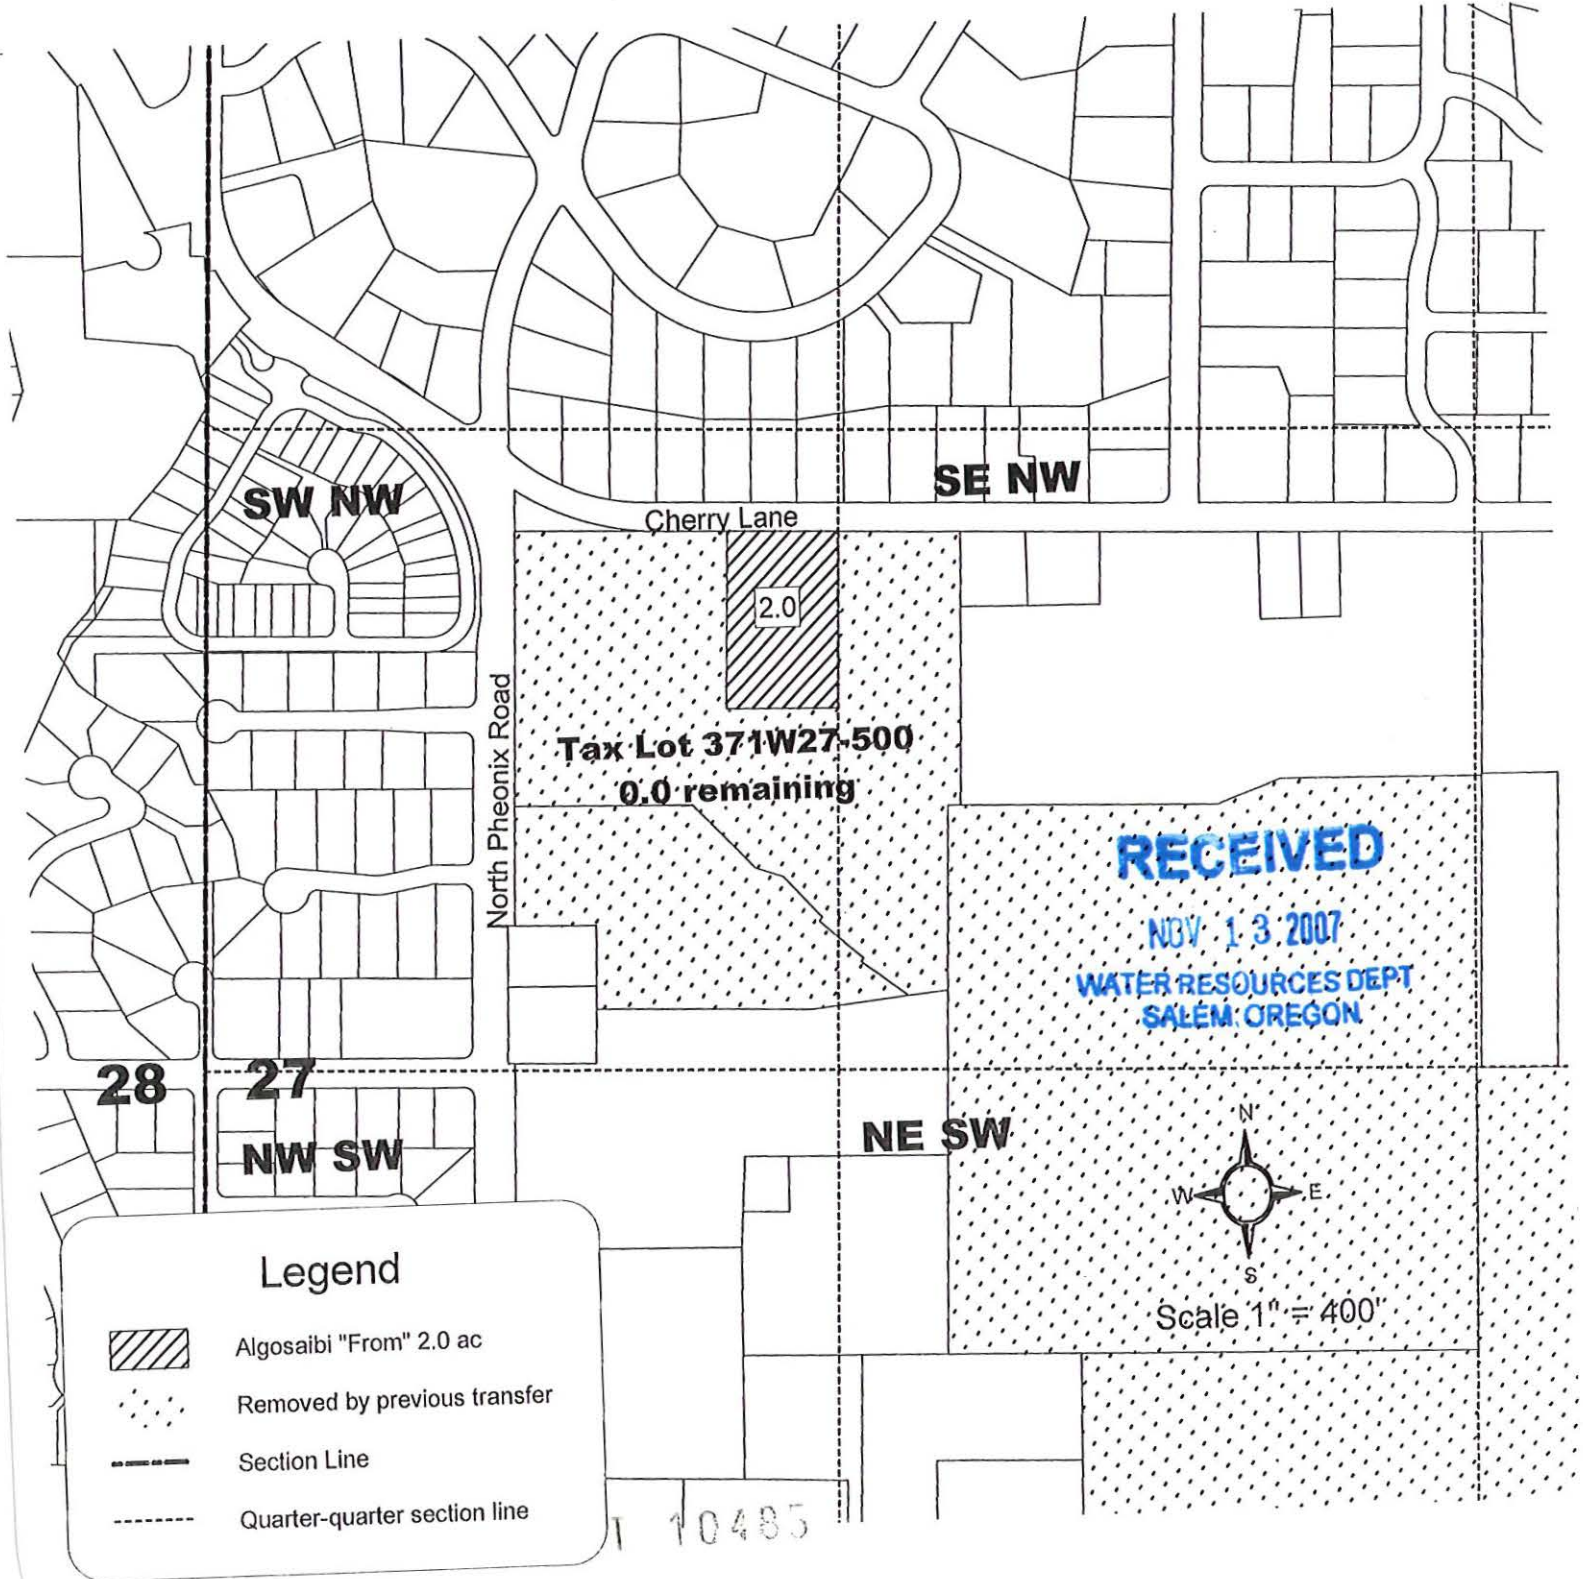 SE NW
SW NW
Cherry Lane
2.0
North Pheonix Road
Tax Lot 371W27-500
0.0 remaining
RECEIVED
NOV 13 2007
WATER RESOURCES DEPT
SALEM, OREGON
28
27
NW SW
NE SW
N
W
E
S
Scale 1" = 400'
Legend
Algosaibi "From" 2.0 ac
Removed by previous transfer
Section Line
Quarter-quarter section line
T 10485